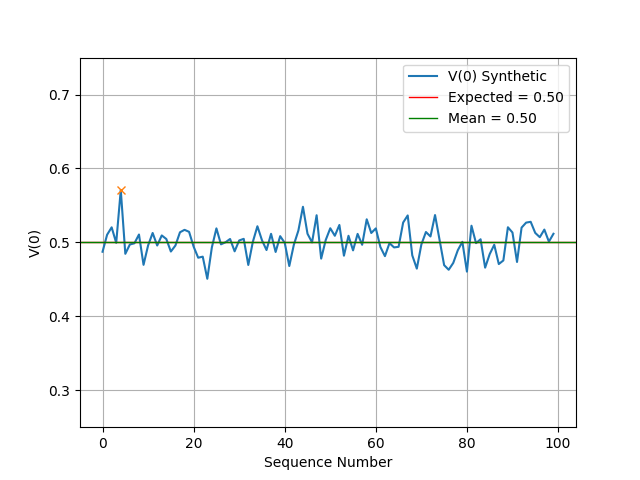 V(0) Synthetic
Expected = 0.50
Mean = 0.50
0.7
0.6
0.5
0.4
0.3
V(0)
0 20 40 60 80 100
Sequence Number